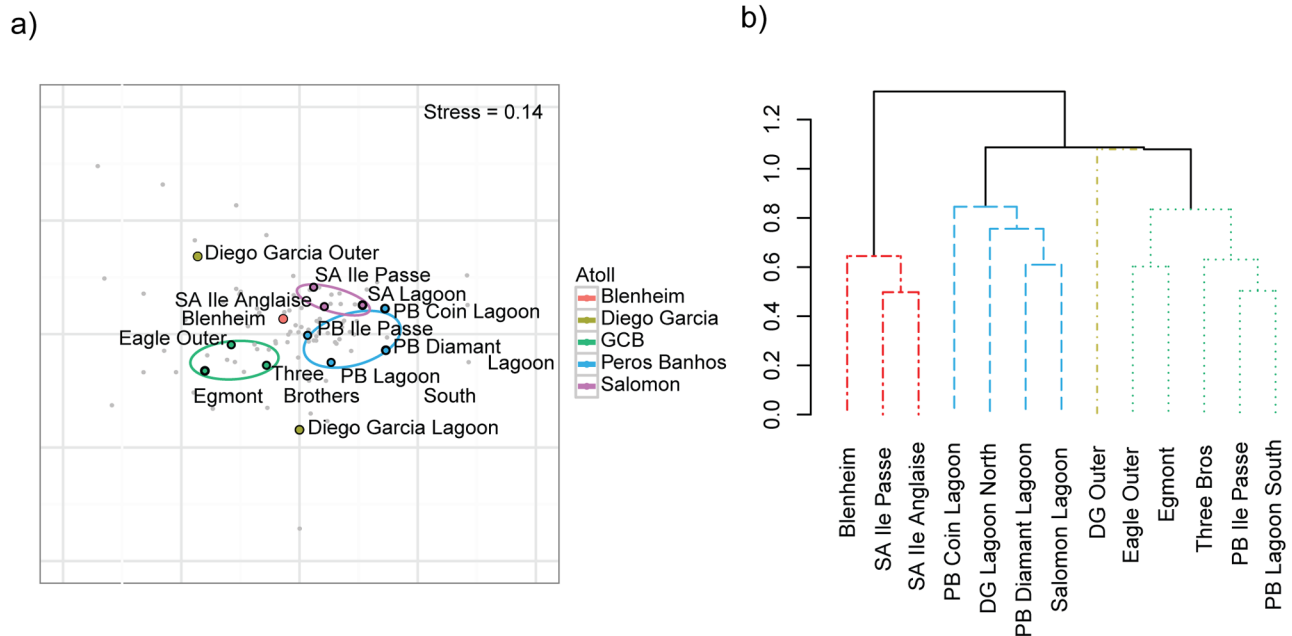 a)
Stress = 0.14
Diego Garcia Outer
SA Ile Passe
SA Ile Anglaise
SA Lagoon
Blenheim
PB Coin Lagoon
PB Ile Passe
Eagle Outer
PB Diamant
Lagoon
Three
PB Lagoon
Egmont
Brothers
South
Diego Garcia Lagoon
Atoll
Blenheim
Diego Garcia
GCB
Peros Banhos
Salomon
b)
1.2
1.0
0.8
0.6
0.4
0.2
0.0
Blenheim
SA Ile Passe
SA Ile Anglaise
PB Coin Lagoon
DG Lagoon North
PB Diamant Lagoon
Salomon Lagoon
DG Outer
Eagle Outer
Egmont
Three Bros
PB Ile Passe
PB Lagoon South